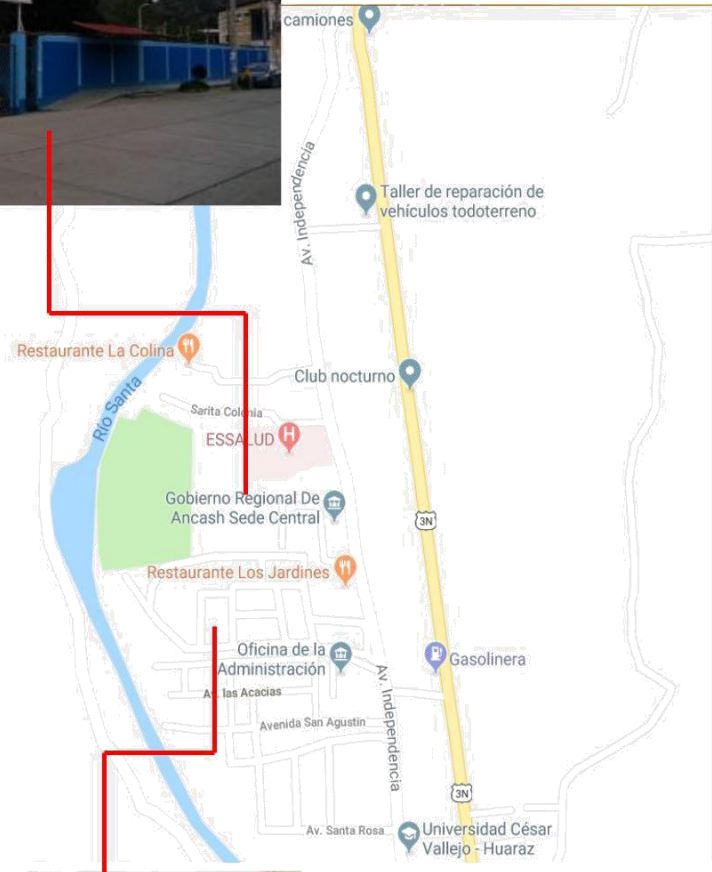 camiones
Av. Independencia
Taller de reparación de
vehículos todoterreno
Restaurante La Colina
Río Santa
Club nocturno
Sarita Colonia
ESSALUD
H
Gobierno Regional De
Ancash Sede Central
3N
Restaurante Los Jardines
Oficina de la
Administración
Gasolinera
Av. las Acacias
Av. Independencia
Avenida San Agustin
3N
Av. Santa Rosa
Universidad César
Vallejo - Huaraz